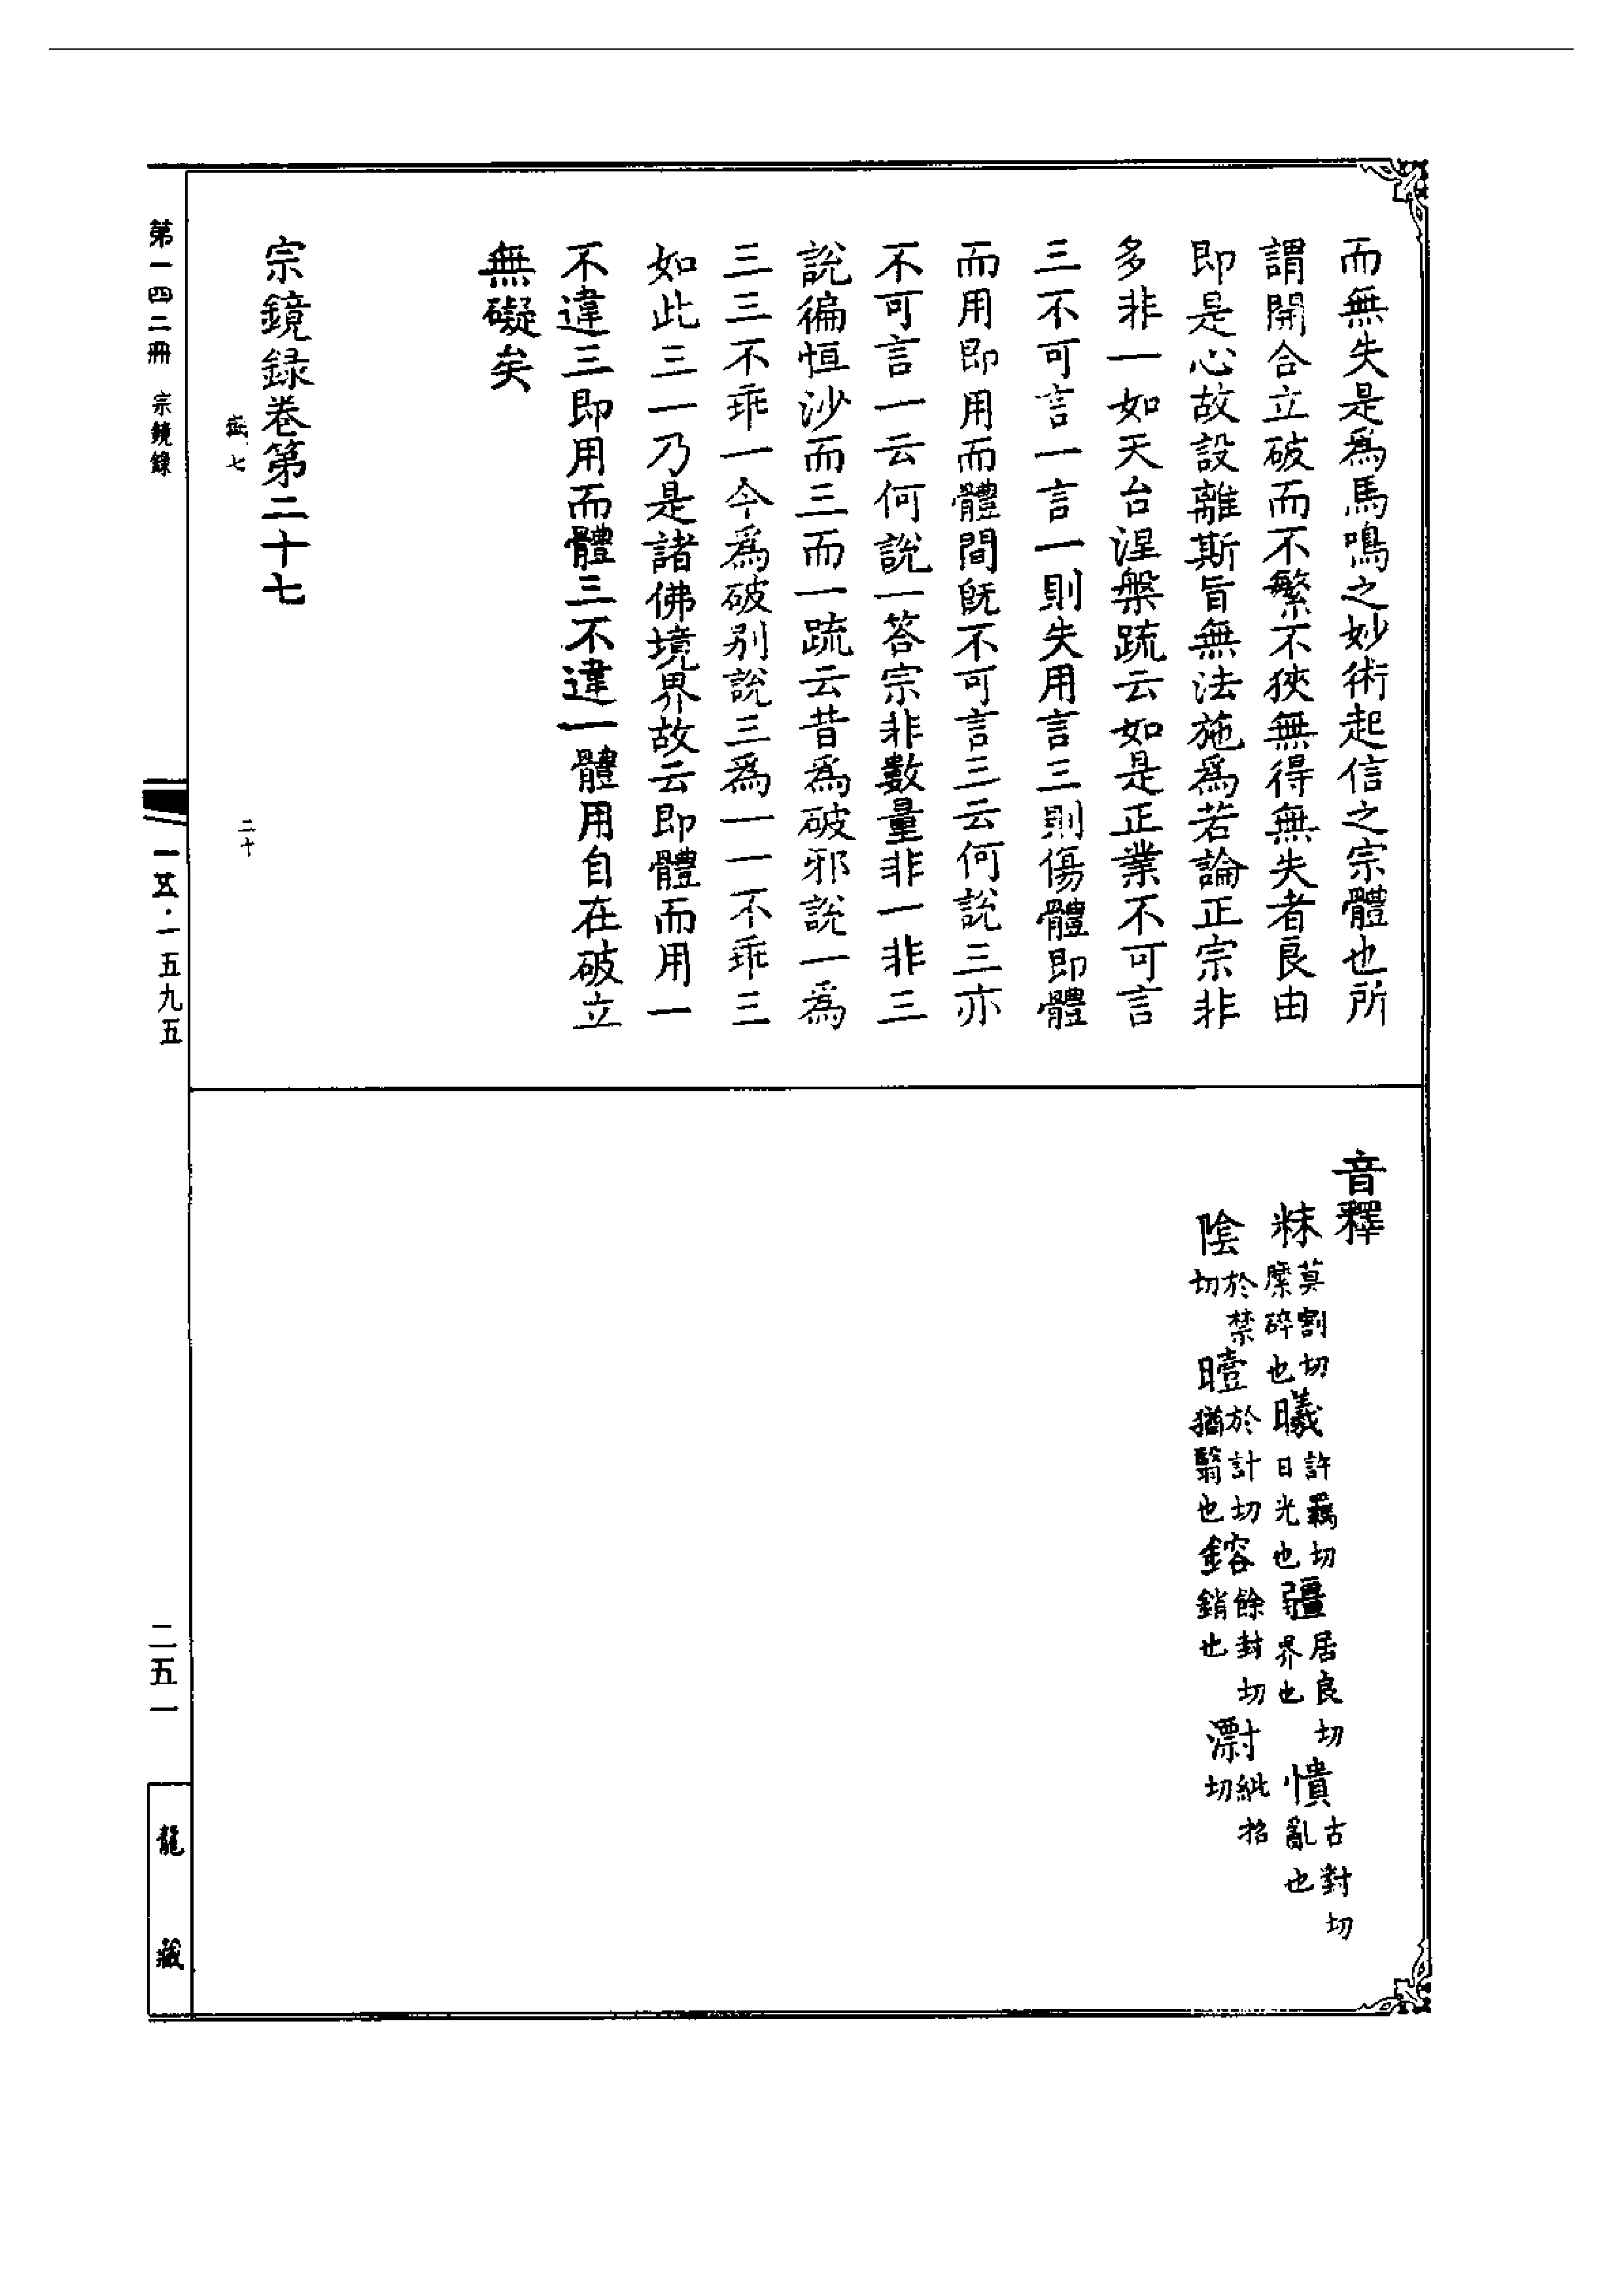 而無失是爲馬鳴之妙術起信之宗體也所
謂開合立破而不繁不狹無得無失者良由
即是心故設離斯旨無法施爲若論正宗非
多非一如天台涅槃䟽云如是正業不可言
三不可言一言一則失用言三則傷體即體
而用即用而體間既不可言三云何說三亦
不可言一云何說一答宗非數量非一非三
說徧恒沙而三而一䟽云昔爲破邪說一爲
三三不乖一今爲破别說三爲一一不乖三
如此三一乃是諸佛境界故云即體而用一
不違三即用而體三不違一體用自在破立
無礙矣
宗鏡録卷第二十七
七
二十
音釋
䊳莫割切糜碎也曦許羈切日光也疆居良切界也憒古對切亂也
陰於禁切曀於計切猶翳也鎔餘封切銷也㵱紕招切
第一四二冊 宗鏡錄
一五·一五九五
二五一
龍藏